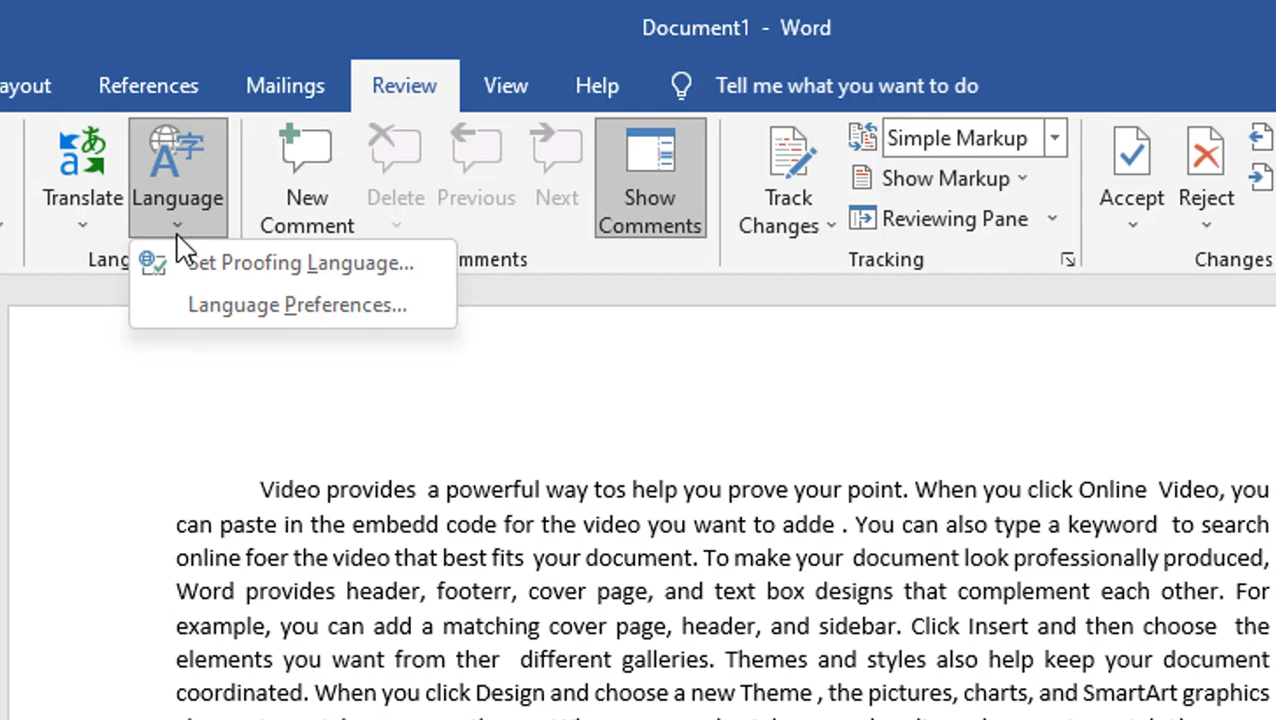 Document1 - Word
ayout References Mailings Review View Help Tell me what you want to do
Translate Language New Comment Delete Previous Next Show Comments Track Changes Simple Markup Show Markup Reviewing Pane Accept Reject
mments Tracking Changes
Set Proofing Language...
Language Preferences...
Video provides a powerful way tos help you prove your point. When you click Online Video, you
can paste in the embedd code for the video you want to adde . You can also type a keyword to search
online foer the video that best fits your document. To make your document look professionally produced,
Word provides header, footerr, cover page, and text box designs that complement each other. For
example, you can add a matching cover page, header, and sidebar. Click Insert and then choose the
elements you want from ther different galleries. Themes and styles also help keep your document
coordinated. When you click Design and choose a new Theme , the pictures, charts, and SmartArt graphics